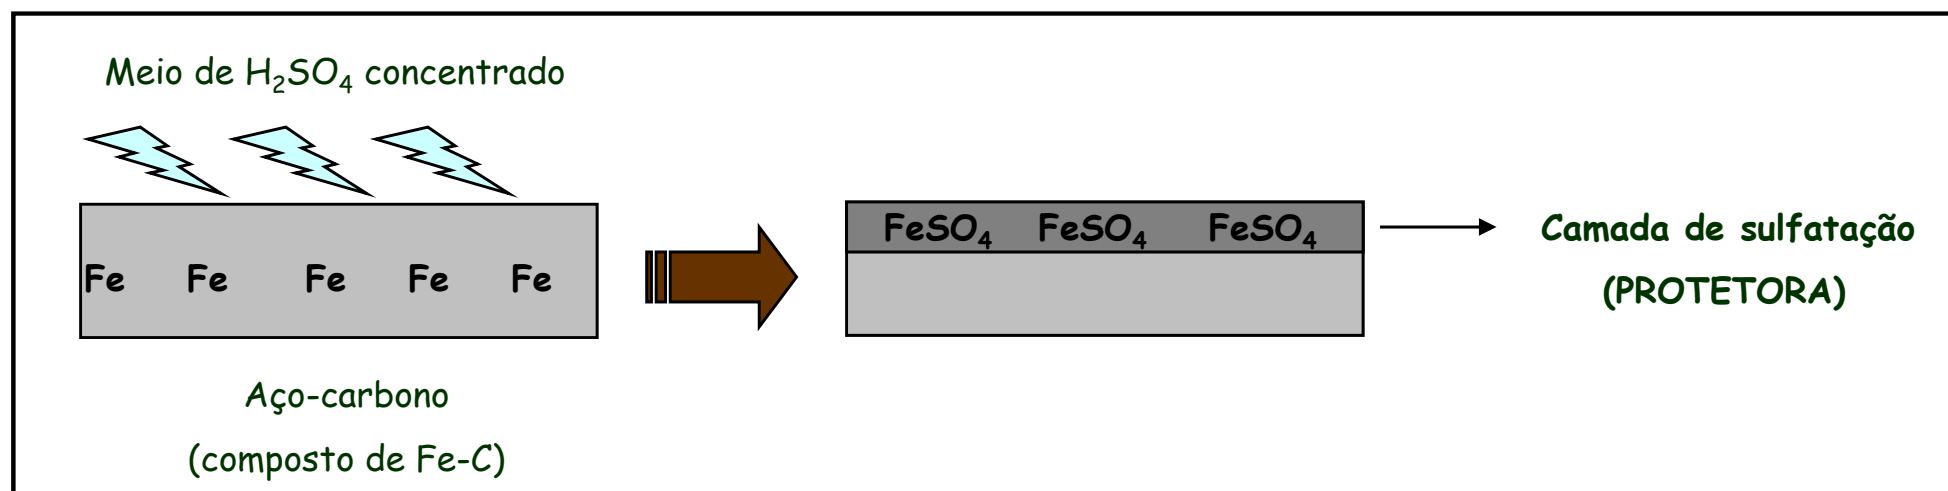 Meio de H₂SO₄ concentrado
Fe Fe Fe Fe Fe
Aço-carbono
(composto de Fe-C)
FeSO₄ FeSO₄ FeSO₄
Camada de sulfatação
(PROTETORA)